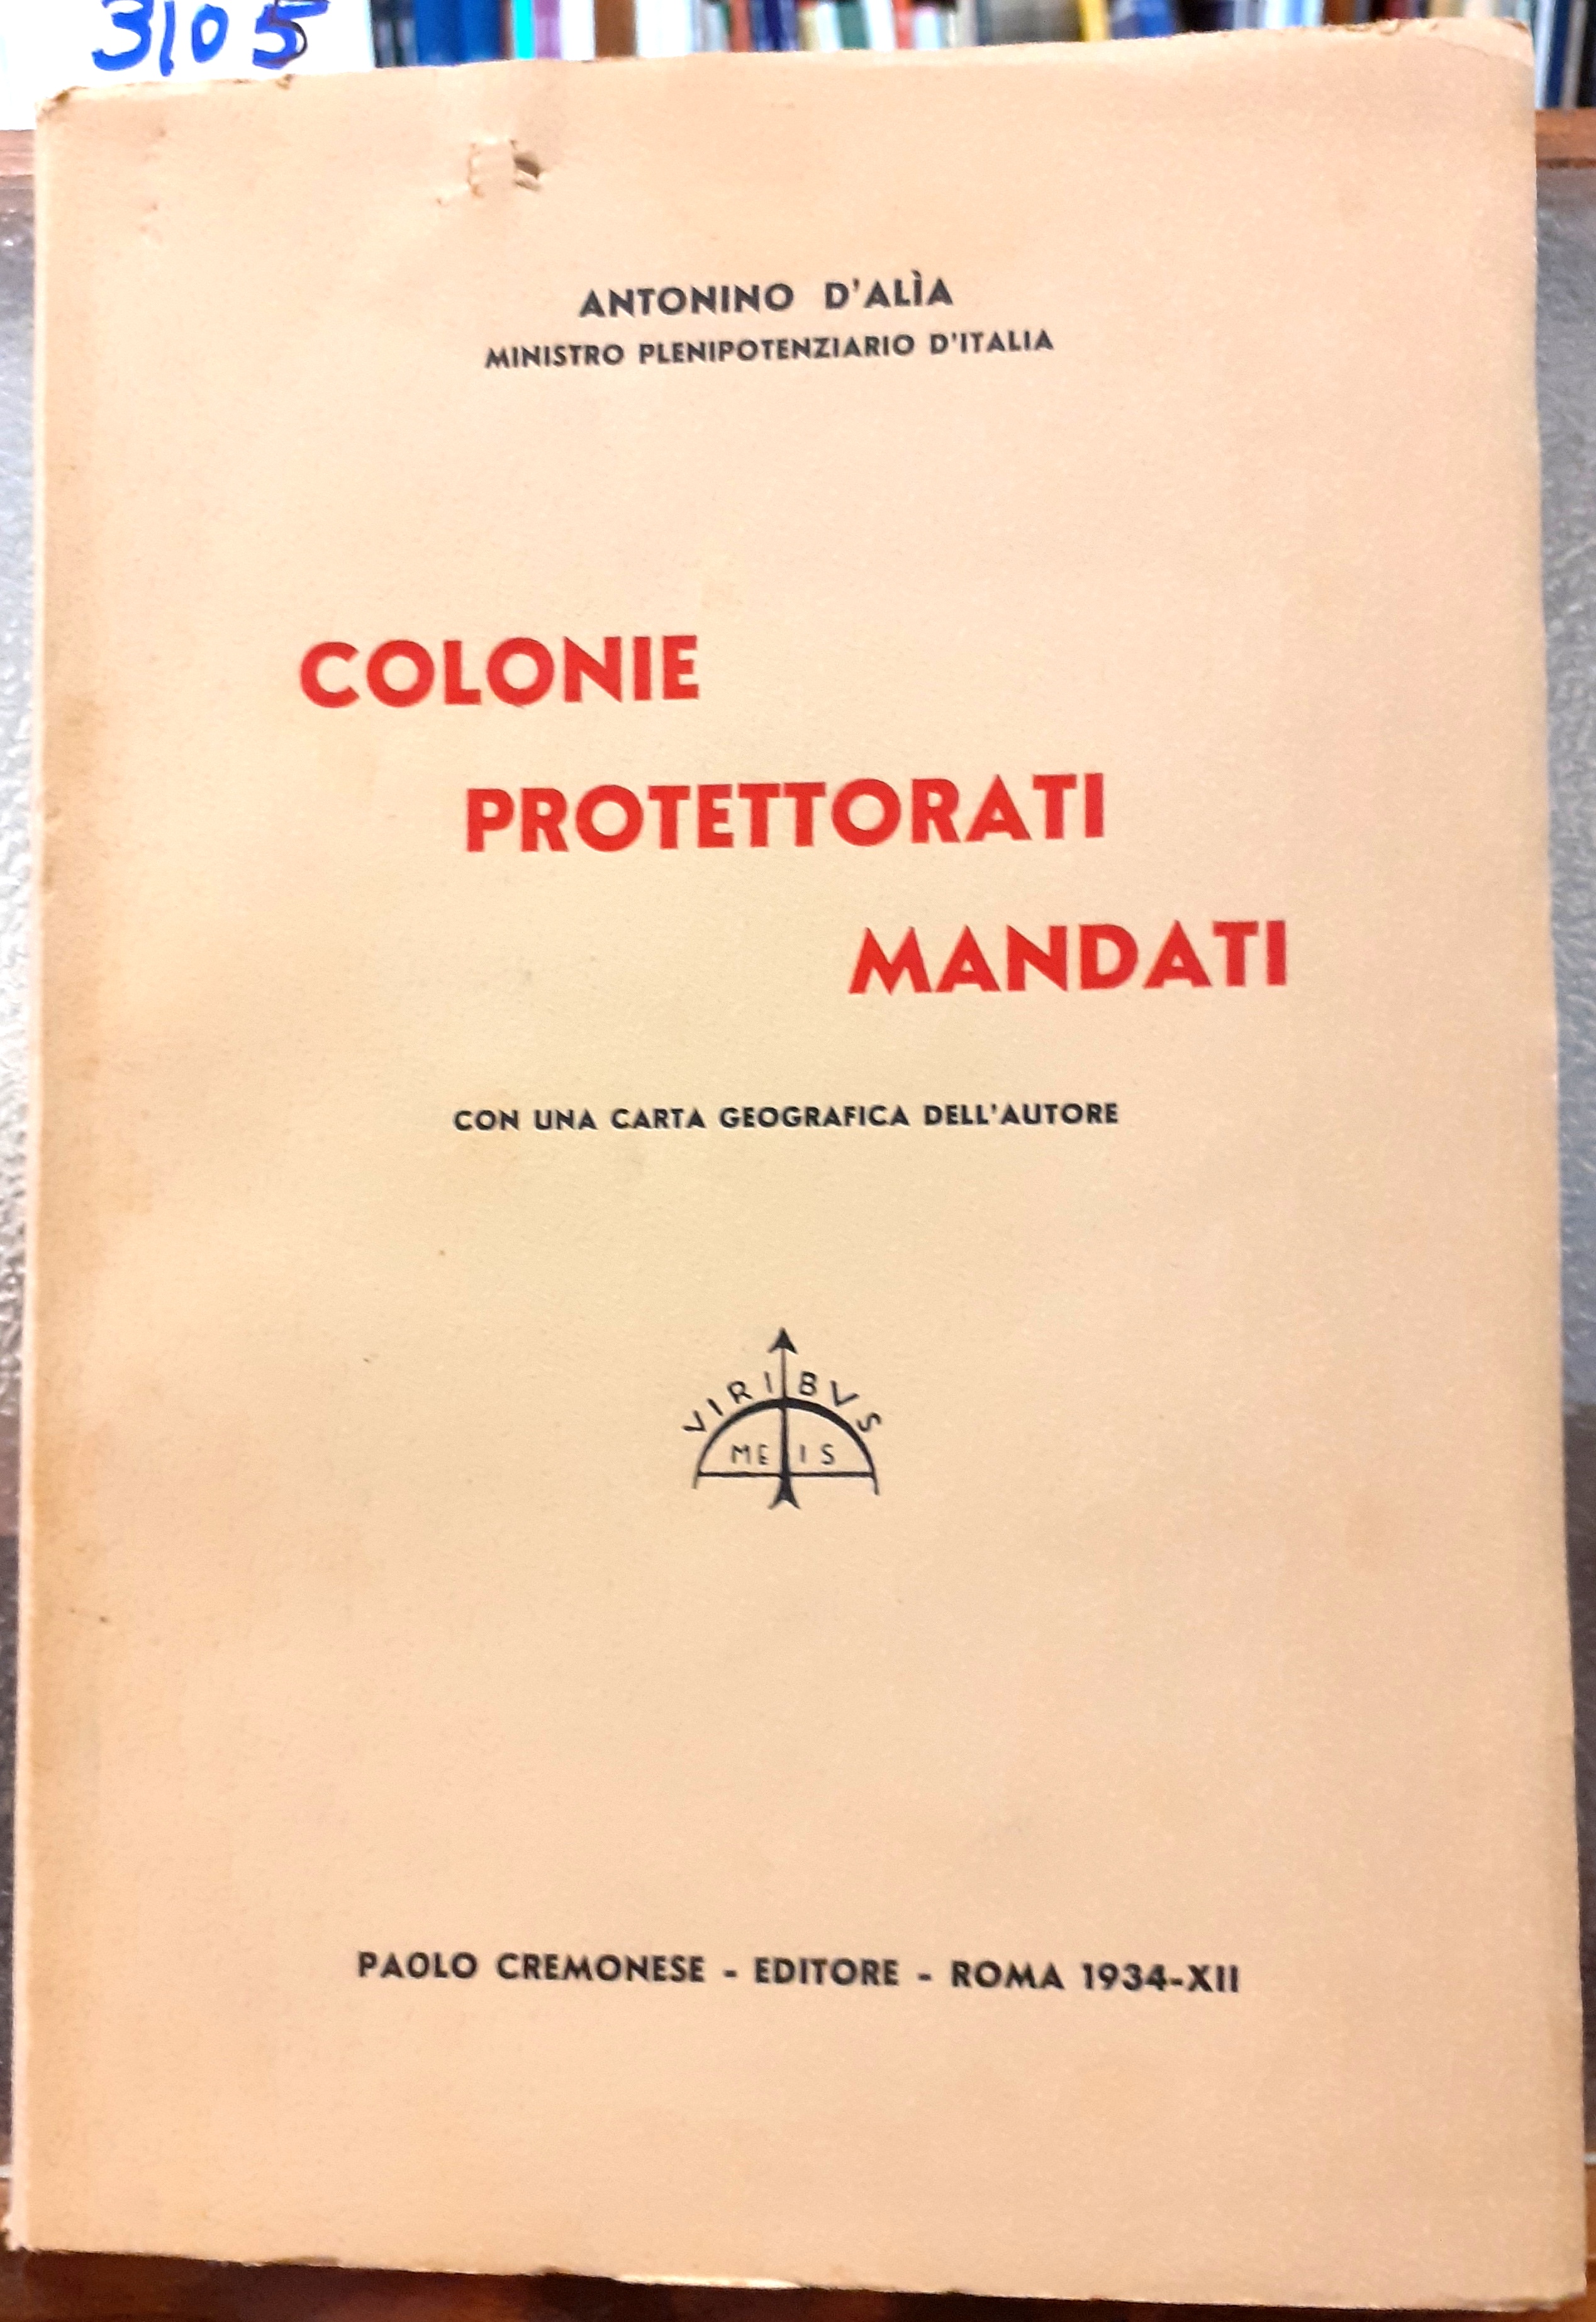 3105
ANTONINO D'ALÌA
MINISTRO PLENIPOTENZIARIO D'ITALIA
COLONIE
PROTETTORATI
MANDATI
CON UNA CARTA GEOGRAFICA DELL'AUTORE
VIRIBVS
MEIS
PAOLO CREMONESE - EDITORE - ROMA 1934-XII